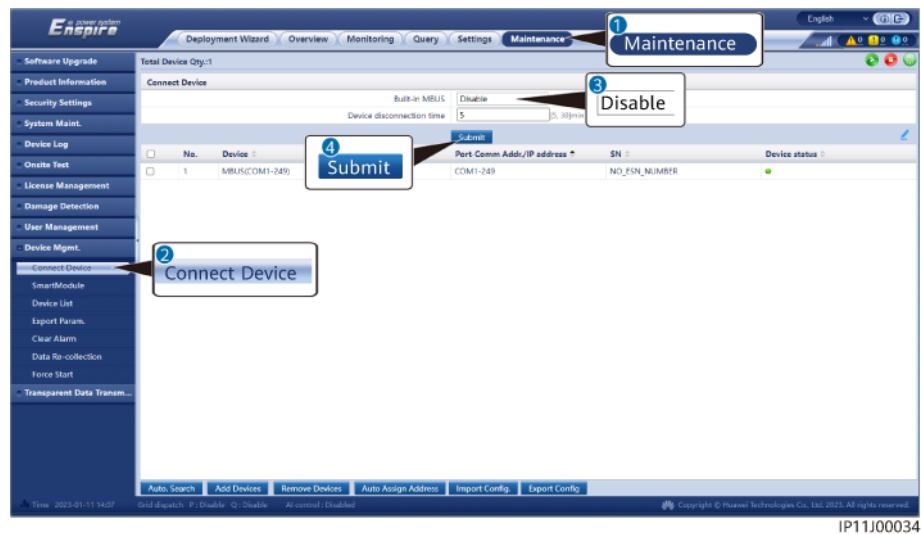 e power system
Enspire
English
Deployment Wizard Overview Monitoring Query Settings Maintenance
1
Maintenance
0 0 0
Software Upgrade
Product Information
Security Settings
System Maint.
Device Log
Onsite Test
License Management
Damage Detection
User Management
Device Mgmt.
Connect Device
SmartModule
Device List
Export Param.
Clear Alarm
Data Re-collection
Force Start
Transparent Data Transm...
Total Device Qty.:1
Connect Device
Built-in MBUS Disable
3
Disable
Device disconnection time 5 [5, 30]min
Submit
4
Submit
No. Device Port-Comm Addr./IP address SN Device status
1 MBUS(COM1-249) COM1-249 NO_ESN_NUMBER
2
Connect Device
Auto. Search Add Devices Remove Devices Auto Assign Address Import Config. Export Config
Time 2023-01-11 14:07 Grid dispatch P : Disable Q : Disable AI control : Disabled Copyright © Huawei Technologies Co., Ltd. 2023. All rights reserved.
IP11J00034